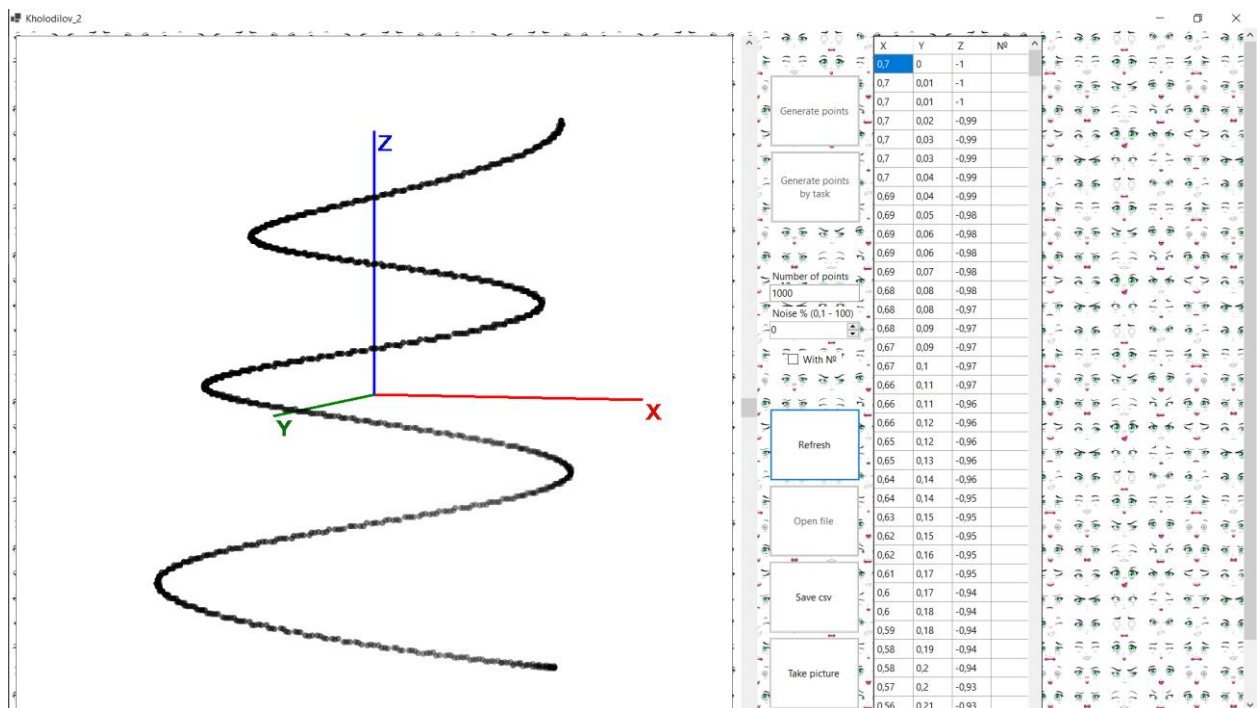 Kholodilov_2
Z
X
Y
Generate points
Generate points
by task
Number of points
1000
Noise % (0,1 - 100)
0
With №
Refresh
Open file
Save csv
Take picture
X Y Z №
0,7 0 -1
0,7 0,01 -1
0,7 0,01 -1
0,7 0,02 -0,99
0,7 0,03 -0,99
0,7 0,03 -0,99
0,7 0,04 -0,99
0,69 0,04 -0,99
0,69 0,05 -0,98
0,69 0,06 -0,98
0,69 0,06 -0,98
0,69 0,07 -0,98
0,68 0,08 -0,98
0,68 0,08 -0,97
0,68 0,09 -0,97
0,67 0,09 -0,97
0,67 0,1 -0,97
0,66 0,11 -0,97
0,66 0,11 -0,96
0,66 0,12 -0,96
0,65 0,12 -0,96
0,65 0,13 -0,96
0,64 0,14 -0,96
0,64 0,14 -0,95
0,63 0,15 -0,95
0,62 0,15 -0,95
0,62 0,16 -0,95
0,61 0,17 -0,95
0,6 0,17 -0,94
0,6 0,18 -0,94
0,59 0,18 -0,94
0,58 0,19 -0,94
0,58 0,2 -0,94
0,57 0,2 -0,93
0,56 0,21 -0,93